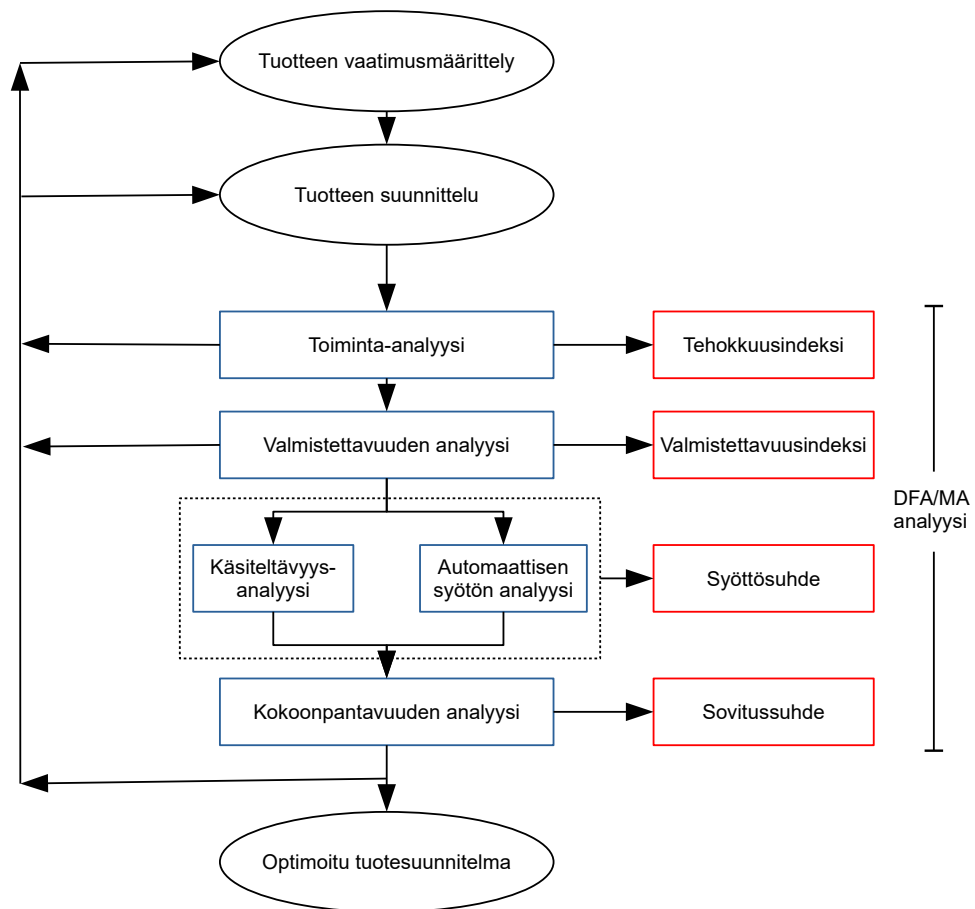 Tuotteen vaatimusmäärittely
Tuotteen suunnittelu
Toiminta-analyysi
Tehokkuusindeksi
Valmistettavuuden analyysi
Valmistettavuusindeksi
DFA/MA
analyysi
Käsiteltävyys-
analyysi
Automaattisen
syötön analyysi
Syöttösuhde
Kokoonpantavuuden analyysi
Sovitussuhde
Optimoitu tuotesuunnitelma